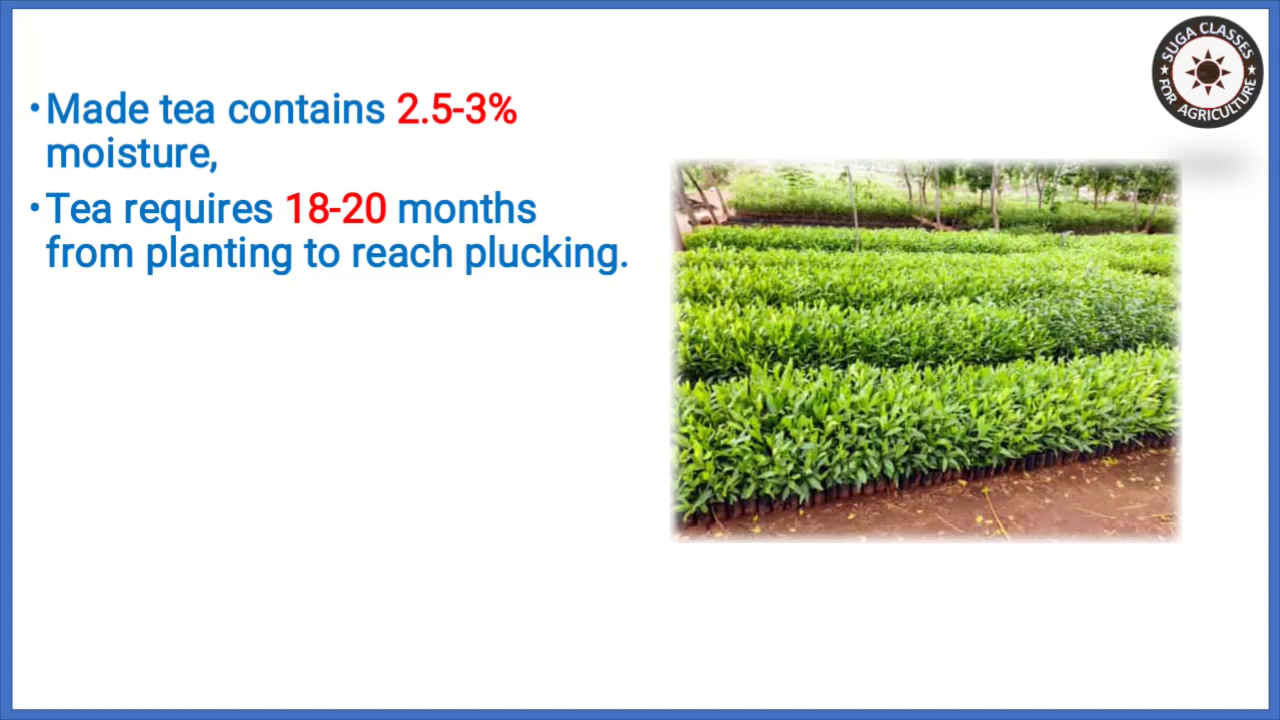 •Made tea contains 2.5-3%
moisture,
•Tea requires 18-20 months
from planting to reach plucking.
SUGA CLASSES
FOR AGRICULTURE